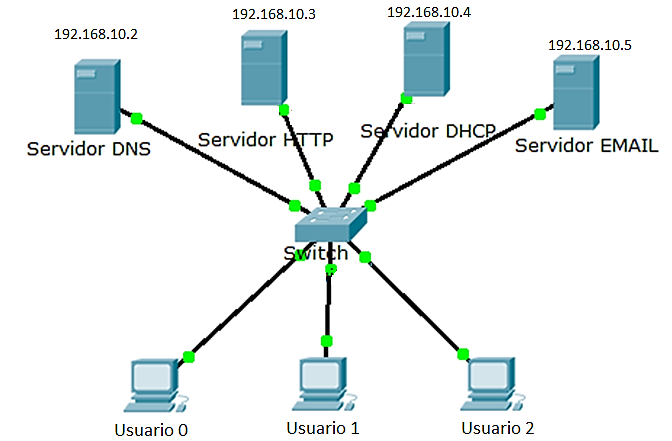 192.168.10.2
192.168.10.3
192.168.10.4
192.168.10.5
Servidor DNS
Servidor HTTP
Servidor DHCP
Servidor EMAIL
Switch
Usuario 0
Usuario 1
Usuario 2